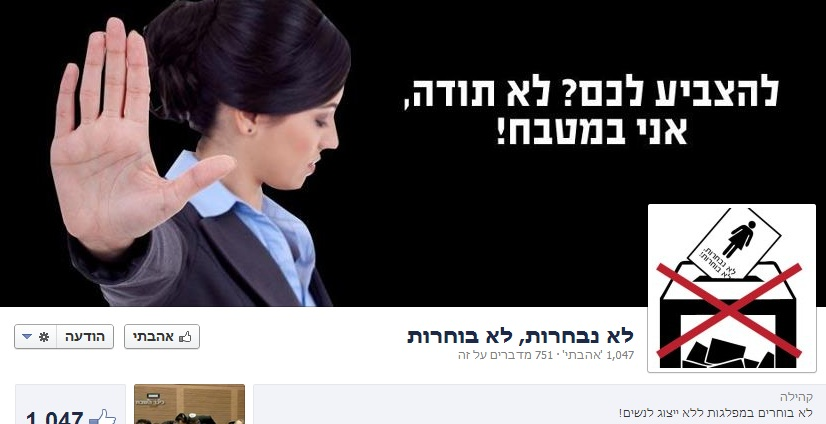 להצביע לכם? לא תודה,
אני במטבח!
לא נבחרות,
לא בוחרות!
לא נבחרות, לא בוחרות
1,047 'אהבתי' · 751 מדברים על זה
אהבתי
הודעה
קהילה
לא בוחרים במפלגות ללא ייצוג לנשים!
1,047